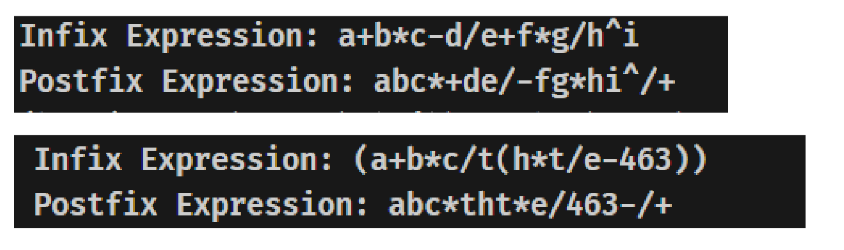 Infix Expression: a+b*c-d/e+f*g/h^i
Postfix Expression: abc*+de/-fg*hi^/+
Infix Expression: (a+b*c/t(h*t/e-463))
Postfix Expression: abc*tht*e/463-/+